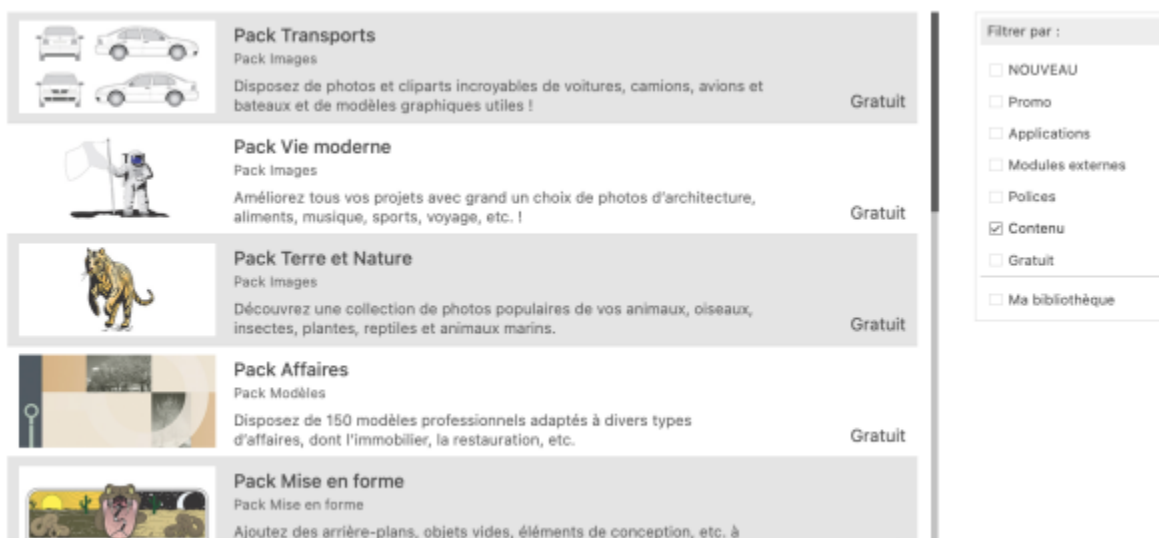 Pack Transports
Pack Images
Disposez de photos et cliparts incroyables de voitures, camions, avions et
bateaux et de modèles graphiques utiles !
Gratuit
Pack Vie moderne
Pack Images
Améliorez tous vos projets avec grand un choix de photos d'architecture,
aliments, musique, sports, voyage, etc. !
Gratuit
Pack Terre et Nature
Pack Images
Découvrez une collection de photos populaires de vos animaux, oiseaux,
insectes, plantes, reptiles et animaux marins.
Gratuit
Pack Affaires
Pack Modèles
Disposez de 150 modèles professionnels adaptés à divers types
d'affaires, dont l'immobilier, la restauration, etc.
Gratuit
Pack Mise en forme
Pack Mise en forme
Ajoutez des arrière-plans, objets vides, éléments de conception, etc. à
Filtrer par :
NOUVEAU
Promo
Applications
Modules externes
Polices
Contenu
Gratuit
Ma bibliothèque